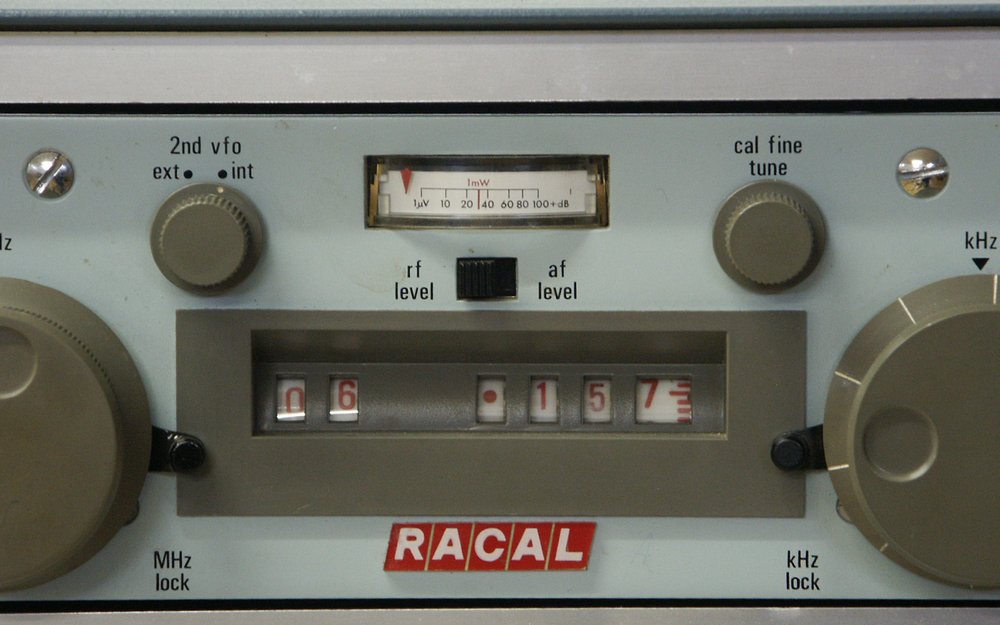 2nd vfo
ext int
1mW
1µV 10 20 40 60 80 100+dB
cal fine
tune
kHz
rf
level
af
level
6 . 1 5 7
RACAL
MHz
lock
kHz
lock